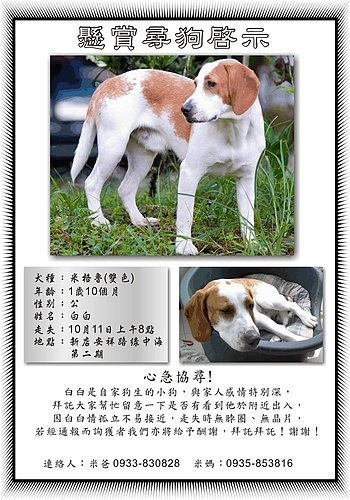 懸賞尋狗啓示
犬種：米格魯(雙色)
年齡：1歲10個月
性別：公
姓名：白白
走失：10月11日上午8點
地點：新店安祥路綠中海
第二期
心急協尋!
白白是自家狗生的小狗，與家人感情特別深，
拜託大家幫忙留意一下是否有看到他於附近出入，
因白白情孤立不易接近，走失時無脖圈、無晶片，
若經通報而詢獲者我們亦將給予酬謝，拜託拜託！謝謝！
連絡人：米爸 0933-830828 米媽：0935-853816